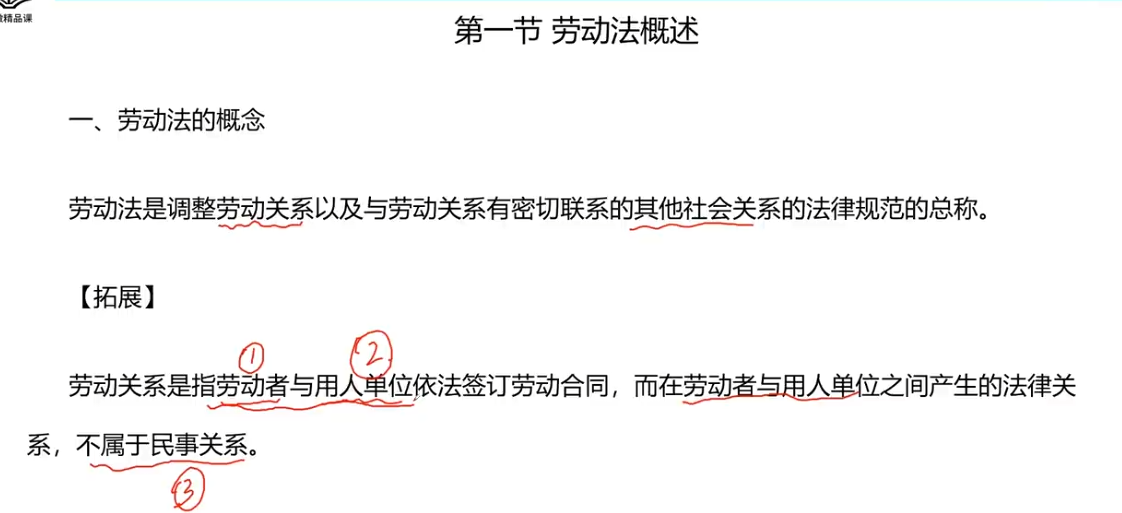 精品课
第一节 劳动法概述
一、劳动法的概念
劳动法是调整劳动关系以及与劳动关系有密切联系的其他社会关系的法律规范的总称。
【拓展】
① ②
劳动关系是指劳动者与用人单位依法签订劳动合同，而在劳动者与用人单位之间产生的法律关
系，不属于民事关系。
③